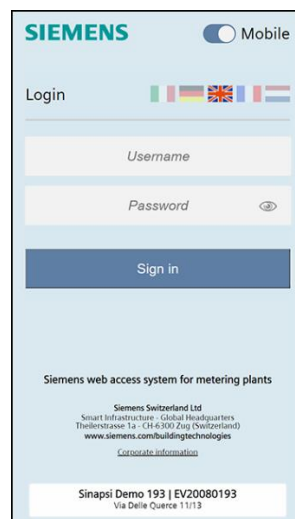 SIEMENS
Mobile
Login
Username
Password
Sign in
Siemens web access system for metering plants
Siemens Switzerland Ltd
Smart Infrastructure - Global Headquarters
Theilerstrasse 1a - CH-6300 Zug (Switzerland)
www.siemens.com/buildingtechnologies
Corporate information
Sinapsi Demo 193 | EV20080193
Via Delle Querce 11/13